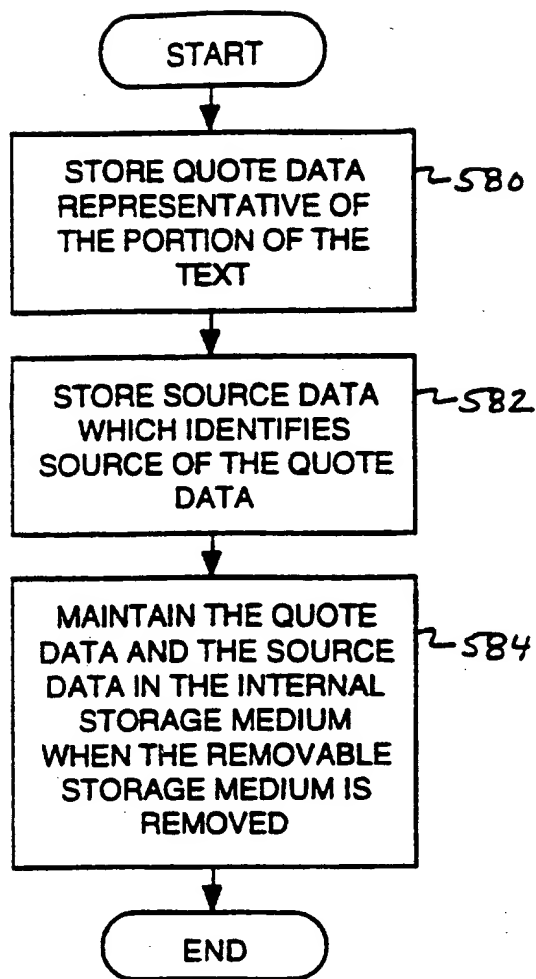 START
STORE QUOTE DATA
REPRESENTATIVE OF
THE PORTION OF THE
TEXT
580
STORE SOURCE DATA
WHICH IDENTIFIES
SOURCE OF THE QUOTE
DATA
582
MAINTAIN THE QUOTE
DATA AND THE SOURCE
DATA IN THE INTERNAL
STORAGE MEDIUM
WHEN THE REMOVABLE
STORAGE MEDIUM IS
REMOVED
584
END